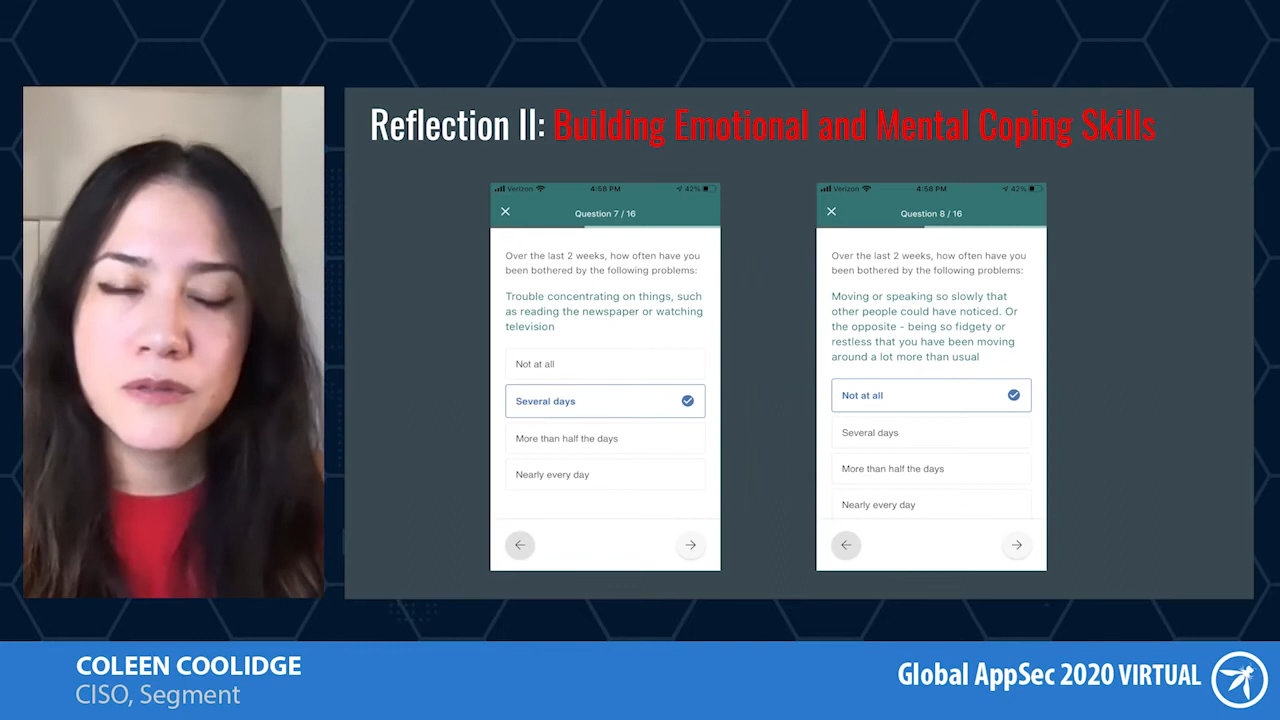 Reflection II: Building Emotional and Mental Coping Skills
Verizon 4:58 PM 42%
Question 7 / 16
Over the last 2 weeks, how often have you
been bothered by the following problems:
Trouble concentrating on things, such
as reading the newspaper or watching
television
Not at all
Several days
More than half the days
Nearly every day
Verizon 4:58 PM 42%
Question 8 / 16
Over the last 2 weeks, how often have you
been bothered by the following problems:
Moving or speaking so slowly that
other people could have noticed. Or
the opposite - being so fidgety or
restless that you have been moving
around a lot more than usual
Not at all
Several days
More than half the days
Nearly every day
COLEEN COOLIDGE
CISO, Segment
Global AppSec 2020 VIRTUAL